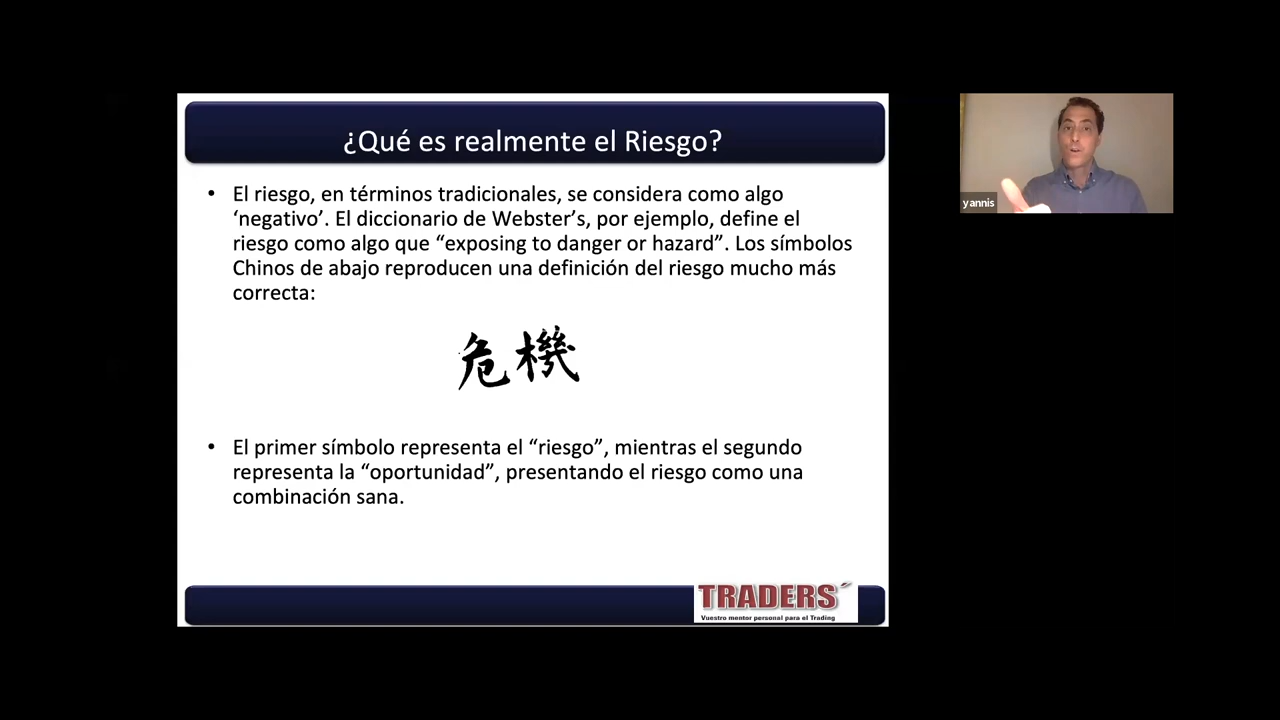 ¿Qué es realmente el Riesgo?
• El riesgo, en términos tradicionales, se considera como algo
‘negativo’. El diccionario de Webster’s, por ejemplo, define el
riesgo como algo que “exposing to danger or hazard”. Los símbolos
Chinos de abajo reproducen una definición del riesgo mucho más
correcta:
危機
• El primer símbolo representa el “riesgo”, mientras el segundo
representa la “oportunidad”, presentando el riesgo como una
combinación sana.
TRADERS´
Vuestro mentor personal para el Trading
yannis